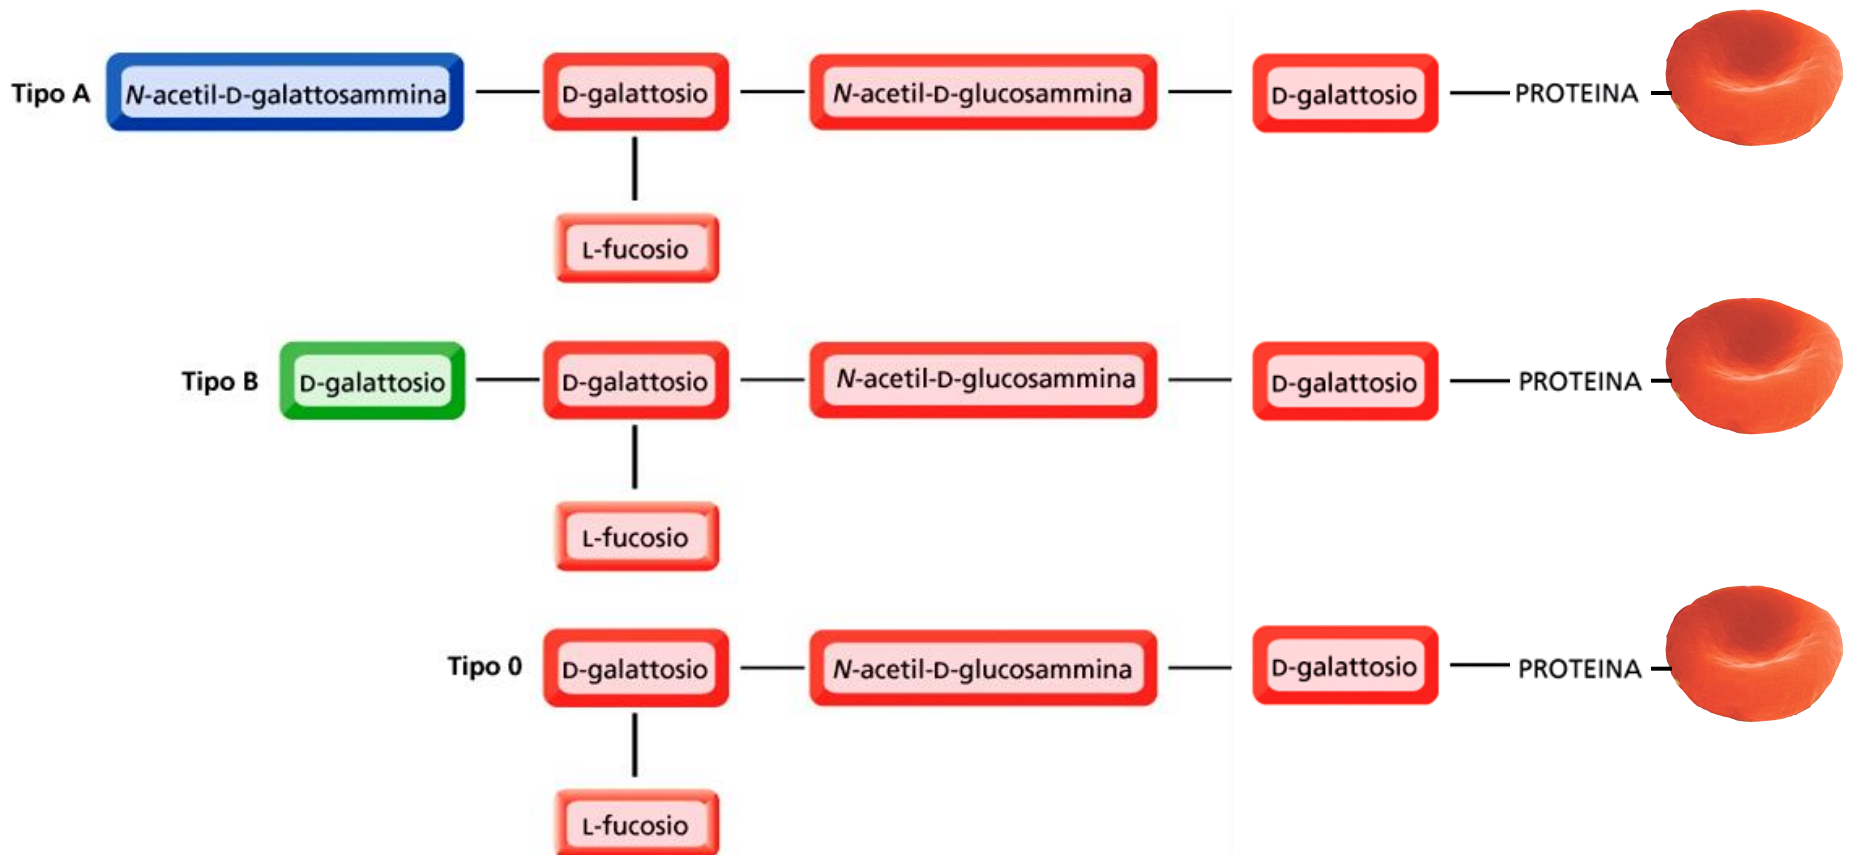 Tipo A N-acetil-D-galattosammina D-galattosio N-acetil-D-glucosammina D-galattosio PROTEINA
L-fucosio
Tipo B D-galattosio D-galattosio N-acetil-D-glucosammina D-galattosio PROTEINA
L-fucosio
Tipo 0 D-galattosio N-acetil-D-glucosammina D-galattosio PROTEINA
L-fucosio